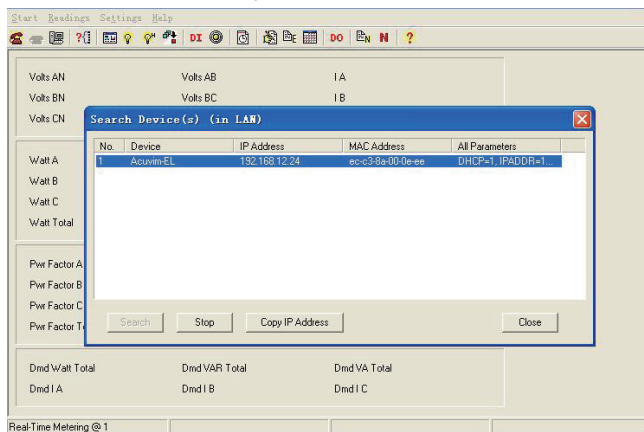 Start Readings Settings Help
?{} DI E DO N N ?
Volts AN Volts AB I A
Volts BN Volts BC I B
Volts CN
Search Device(s) (in LAN)
No. Device IP Address MAC Address All Parameters
1 Acuvim-EL 192.168.12.24 ec-c3-8a-00-0e-ee DHCP=1, IPADDR=1...
Watt A
Watt B
Watt C
Watt Total
Pwr Factor A
Pwr Factor B
Pwr Factor C
Pwr Factor T
Search Stop Copy IP Address Close
Dmd Watt Total Dmd VAR Total Dmd VA Total
Dmd I A Dmd I B Dmd I C
Real-Time Metering @ 1